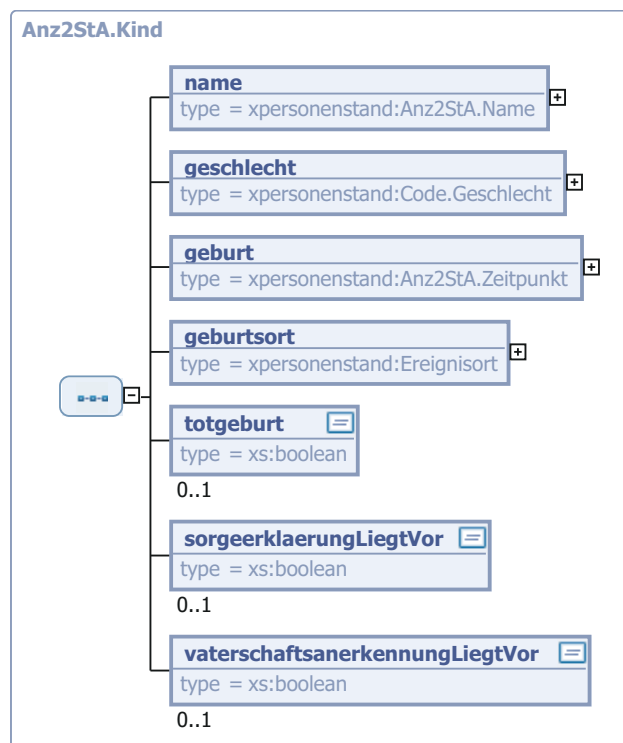 Anz2StA.Kind
name
type = xpersonenstand:Anz2StA.Name
geschlecht
type = xpersonenstand:Code.Geschlecht
geburt
type = xpersonenstand:Anz2StA.Zeitpunkt
geburtsort
type = xpersonenstand:Ereignisort
totgeburt
type = xs:boolean
0..1
sorgeerklaerungLiegtVor
type = xs:boolean
0..1
vaterschaftsanerkennungLiegtVor
type = xs:boolean
0..1